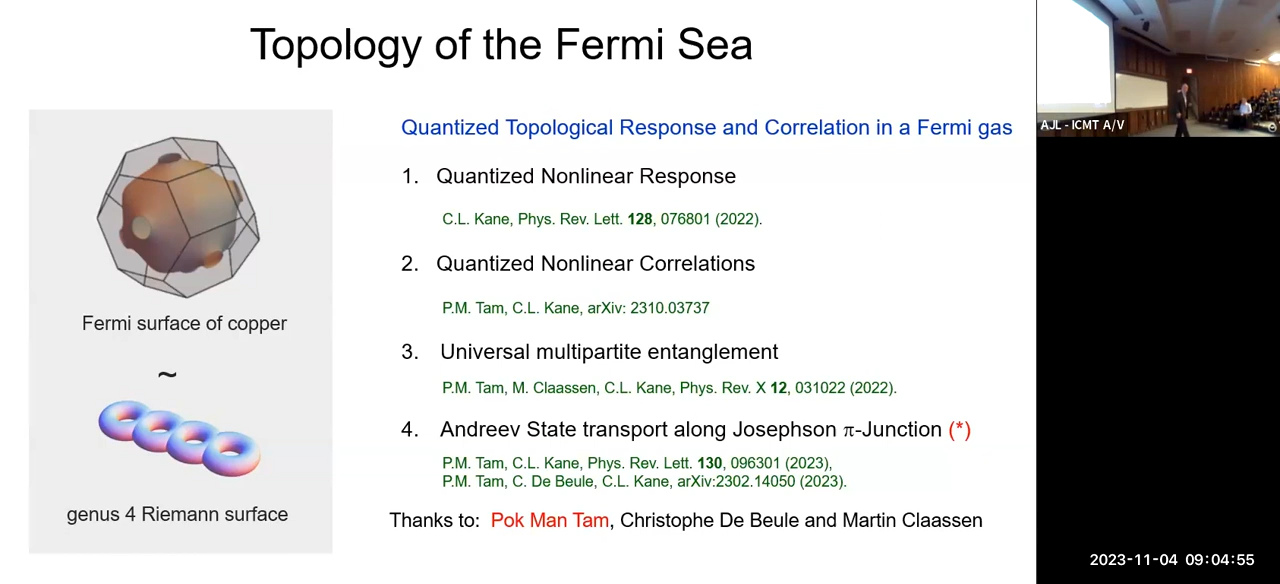 Topology of the Fermi Sea
Fermi surface of copper
~
genus 4 Riemann surface
Quantized Topological Response and Correlation in a Fermi gas
1. Quantized Nonlinear Response
C.L. Kane, Phys. Rev. Lett. 128, 076801 (2022).
2. Quantized Nonlinear Correlations
P.M. Tam, C.L. Kane, arXiv: 2310.03737
3. Universal multipartite entanglement
P.M. Tam, M. Claassen, C.L. Kane, Phys. Rev. X 12, 031022 (2022).
4. Andreev State transport along Josephson π-Junction (*)
P.M. Tam, C.L. Kane, Phys. Rev. Lett. 130, 096301 (2023),
P.M. Tam, C. De Beule, C.L. Kane, arXiv:2302.14050 (2023).
Thanks to: Pok Man Tam, Christophe De Beule and Martin Claassen
AJL - ICMT A/V
2023-11-04 09:04:55